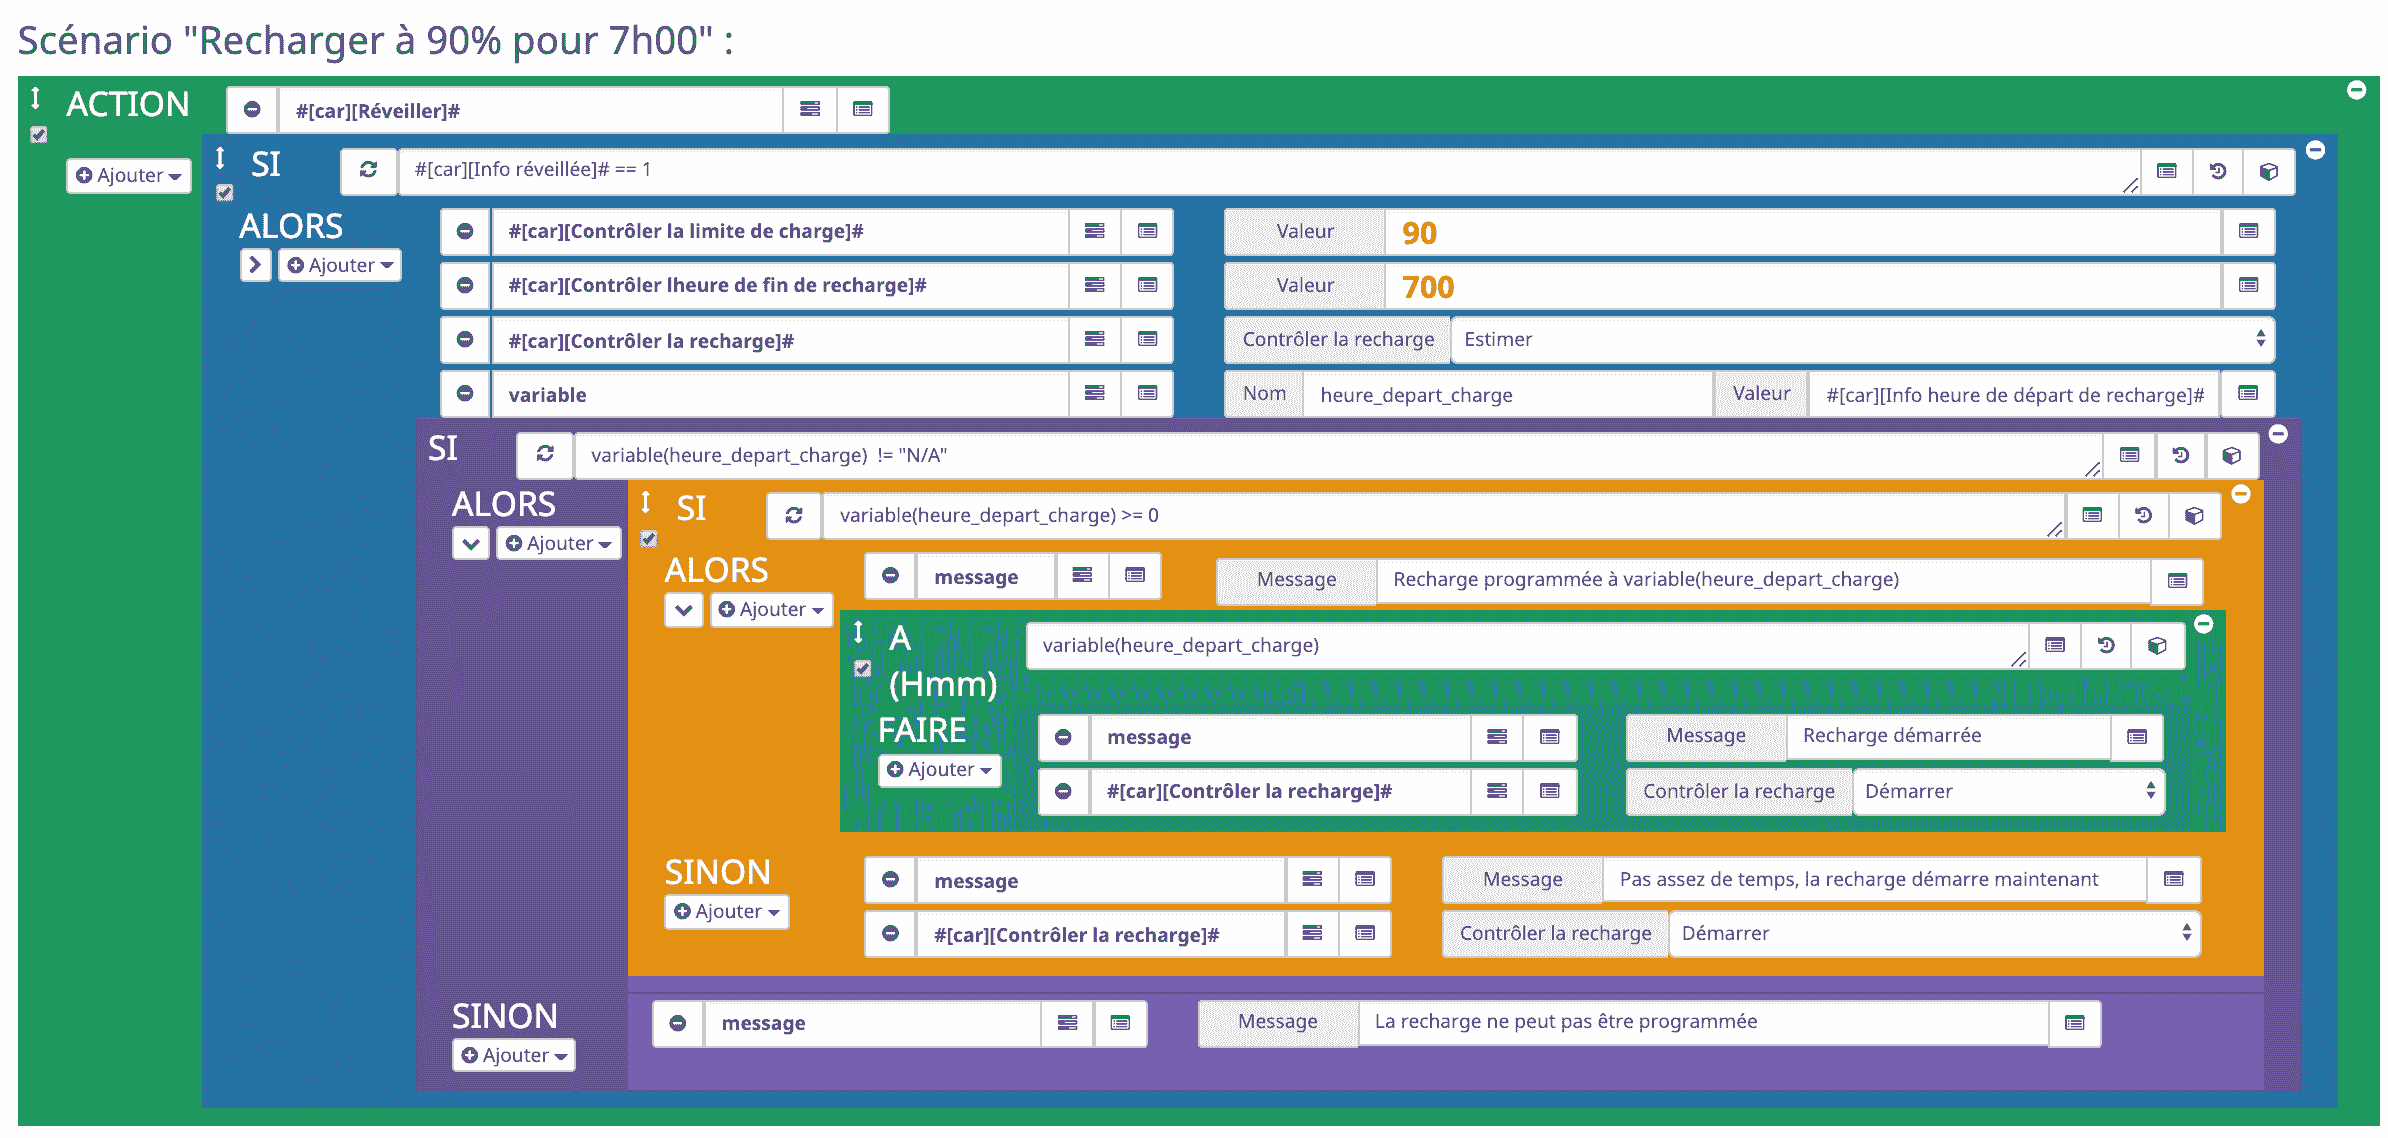 Scénario "Recharger à 90% pour 7h00" :
ACTION #[car][Réveiller]#
Ajouter
SI #[car][Info réveillée]# == 1
ALORS #[car][Contrôler la limite de charge]# Valeur 90
Ajouter
#[car][Contrôler lheure de fin de recharge]# Valeur 700
#[car][Contrôler la recharge]# Contrôler la recharge Estimer
variable Nom heure_depart_charge Valeur #[car][Info heure de départ de recharge]#
SI variable(heure_depart_charge) != "N/A"
ALORS
Ajouter
SI variable(heure_depart_charge) >= 0
ALORS message Message Recharge programmée à variable(heure_depart_charge)
Ajouter
A variable(heure_depart_charge)
(Hmm)
FAIRE message Message Recharge démarrée
Ajouter
#[car][Contrôler la recharge]# Contrôler la recharge Démarrer
SINON message Message Pas assez de temps, la recharge démarre maintenant
Ajouter
#[car][Contrôler la recharge]# Contrôler la recharge Démarrer
SINON message Message La recharge ne peut pas être programmée
Ajouter